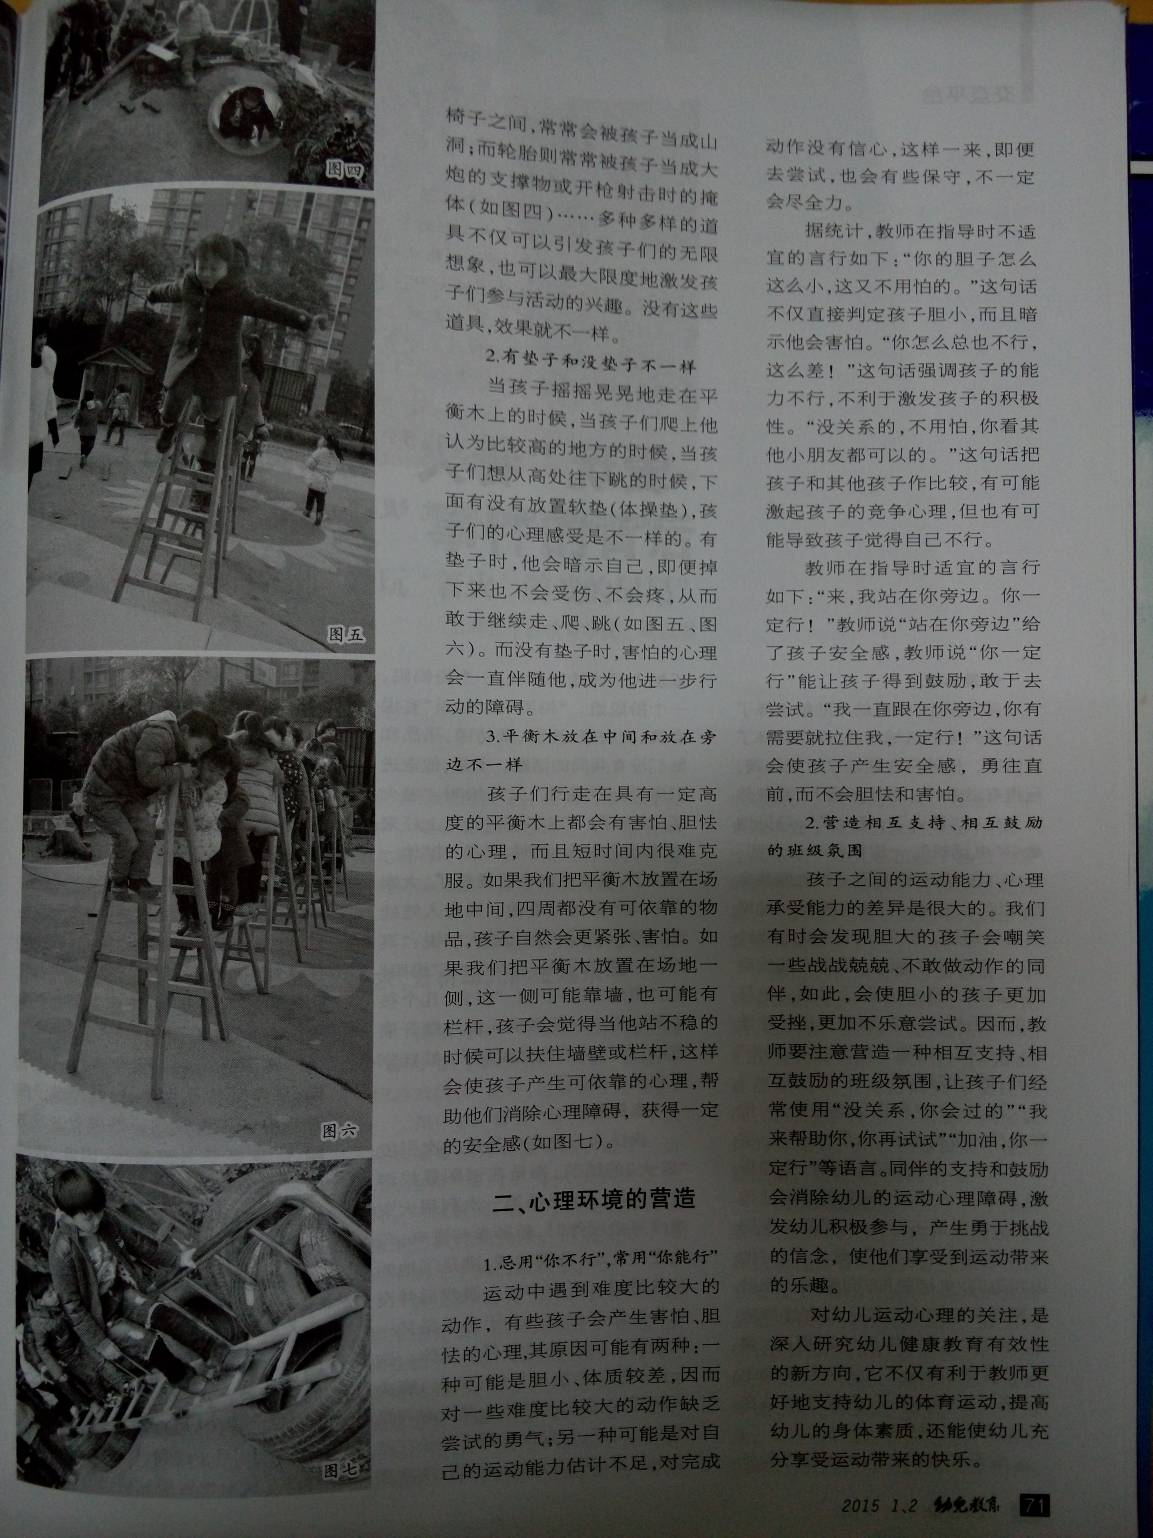 图四
图五
图六
图七
椅子之间,常常会被孩子当成山
洞;而轮胎则常常被孩子当成大
炮的支撑物或开枪射击时的掩
体(如图四)……多种多样的道
具不仅可以引发孩子们的无限
想象,也可以最大限度地激发孩
子们参与活动的兴趣。没有这些
道具,效果就不一样。
2.有垫子和没垫子不一样
当孩子摇摇晃晃地走在平
衡木上的时候,当孩子们爬上他
认为比较高的地方的时候,当孩
子们想从高处往下跳的时候,下
面有没有放置软垫(体操垫),孩
子们的心理感受是不一样的。有
垫子时,他会暗示自己,即便掉
下来也不会受伤、不会疼,从而
敢于继续走、爬、跳(如图五、图
六)。而没有垫子时,害怕的心理
会一直伴随他,成为他进一步行
动的障碍。
3.平衡木放在中间和放在旁
边不一样
孩子们行走在具有一定高
度的平衡木上都会有害怕、胆怯
的心理,而且短时间内很难克
服。如果我们把平衡木放置在场
地中间,四周都没有可依靠的物
品,孩子自然会更紧张、害怕。如
果我们把平衡木放置在场地一
侧,这一侧可能靠墙,也可能有
栏杆,孩子会觉得当他站不稳的
时候可以扶住墙壁或栏杆,这样
会使孩子产生可依靠的心理,帮
助他们消除心理障碍,获得一定
的安全感(如图七)。
二、心理环境的营造
1.忌用“你不行”,常用“你能行”
运动中遇到难度比较大的
动作,有些孩子会产生害怕、胆
怯的心理,其原因可能有两种:一
种可能是胆小、体质较差,因而
对一些难度比较大的动作缺乏
尝试的勇气;另一种可能是对自
己的运动能力估计不足,对完成
动作没有信心,这样一来,即便
去尝试,也会有些保守,不一定
会尽全力。
据统计,教师在指导时不适
宜的言行如下:“你的胆子怎么
这么小,这又不用怕的。”这句话
不仅直接判定孩子胆小,而且暗
示他会害怕。“你怎么总也不行,
这么差!”这句话强调孩子的能
力不行,不利于激发孩子的积极
性。“没关系的,不用怕,你看其
他小朋友都可以的。”这句话把
孩子和其他孩子作比较,有可能
激起孩子的竞争心理,但也有可
能导致孩子觉得自己不行。
教师在指导时适宜的言行
如下:“来,我站在你旁边。你一
定行!”教师说“站在你旁边”给
了孩子安全感,教师说“你一定
行”能让孩子得到鼓励,敢于去
尝试。“我一直跟在你旁边,你有
需要就拉住我,一定行!”这句话
会使孩子产生安全感,勇往直
前,而不会胆怯和害怕。
2.营造相互支持、相互鼓励
的班级氛围
孩子之间的运动能力、心理
承受能力的差异是很大的。我们
有时会发现胆大的孩子会嘲笑
一些战战兢兢、不敢做动作的同
伴,如此,会使胆小的孩子更加
受挫,更加不乐意尝试。因而,教
师要注意营造一种相互支持、相
互鼓励的班级氛围,让孩子们经
常使用“没关系,你会过的”“我
来帮助你,你再试试”“加油,你一
定行”等语言。同伴的支持和鼓励
会消除幼儿的运动心理障碍,激
发幼儿积极参与,产生勇于挑战
的信念,使他们享受到运动带来
的乐趣。
对幼儿运动心理的关注,是
深入研究幼儿健康教育有效性
的新方向,它不仅有利于教师更
好地支持幼儿的体育运动,提高
幼儿的身体素质,还能使幼儿充
分享受运动带来的快乐。
2015 1、2 幼儿教育 71